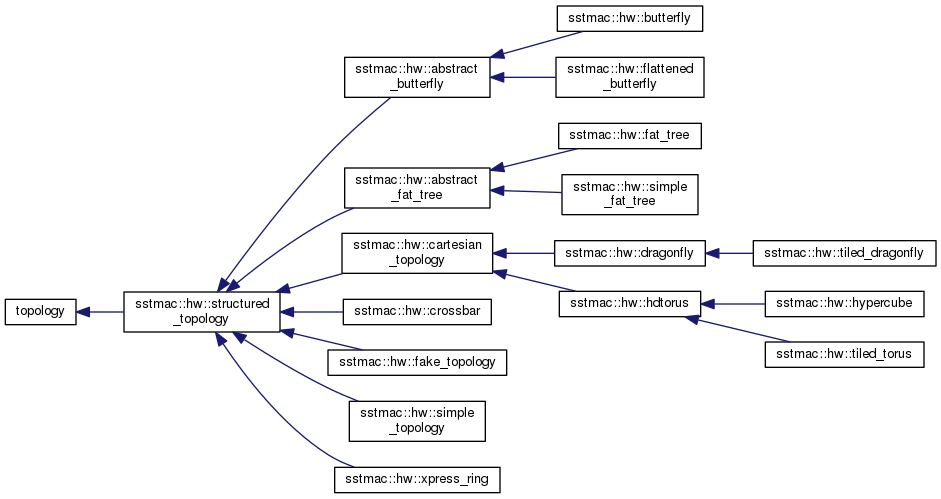 sstmac::hw::butterfly
sstmac::hw::abstract
_butterfly
sstmac::hw::flattened
_butterfly
sstmac::hw::fat_tree
sstmac::hw::abstract
_fat_tree
sstmac::hw::simple
_fat_tree
sstmac::hw::cartesian
_topology
sstmac::hw::dragonfly
sstmac::hw::tiled_dragonfly
topology
sstmac::hw::structured
_topology
sstmac::hw::crossbar
sstmac::hw::hdtorus
sstmac::hw::hypercube
sstmac::hw::fake_topology
sstmac::hw::tiled_torus
sstmac::hw::simple
_topology
sstmac::hw::xpress_ring